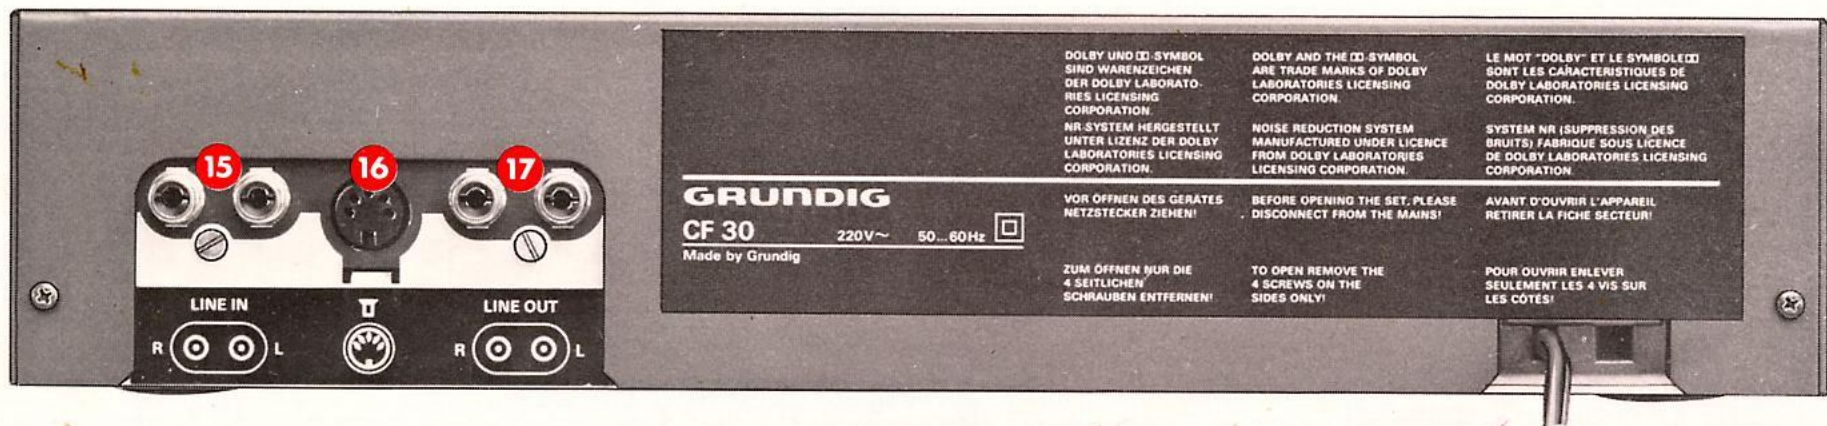 15
16
17
LINE IN
LINE OUT
R
L
R
L
GRUNDIG
CF 30
220V~
50...60Hz
Made by Grundig
DOLBY UND DD-SYMBOL
SIND WARENZEICHEN
DER DOLBY LABORATO-
RIES LICENSING
CORPORATION.
NR-SYSTEM HERGESTELLT
UNTER LIZENZ DER DOLBY
LABORATORIES LICENSING
CORPORATION.
VOR ÖFFNEN DES GERÄTES
NETZSTECKER ZIEHEN!
ZUM ÖFFNEN NUR DIE
4 SEITLICHEN
SCHRAUBEN ENTFERNEN!
DOLBY AND THE DD-SYMBOL
ARE TRADE MARKS OF DOLBY
LABORATORIES LICENSING
CORPORATION.
NOISE REDUCTION SYSTEM
MANUFACTURED UNDER LICENCE
FROM DOLBY LABORATORIES
LICENSING CORPORATION.
BEFORE OPENING THE SET, PLEASE
DISCONNECT FROM THE MAINS!
TO OPEN REMOVE THE
4 SCREWS ON THE
SIDES ONLY!
LE MOT "DOLBY" ET LE SYMBOLE DD
SONT LES CARACTERISTIQUES DE
DOLBY LABORATORIES LICENSING
CORPORATION.
SYSTEM NR (SUPPRESSION DES
BRUITS) FABRIQUE SOUS LICENCE
DE DOLBY LABORATORIES LICENSING
CORPORATION
AVANT D'OUVRIR L'APPAREIL
RETIRER LA FICHE SECTEUR!
POUR OUVRIR ENLEVER
SEULEMENT LES 4 VIS SUR
LES CÔTÉS!